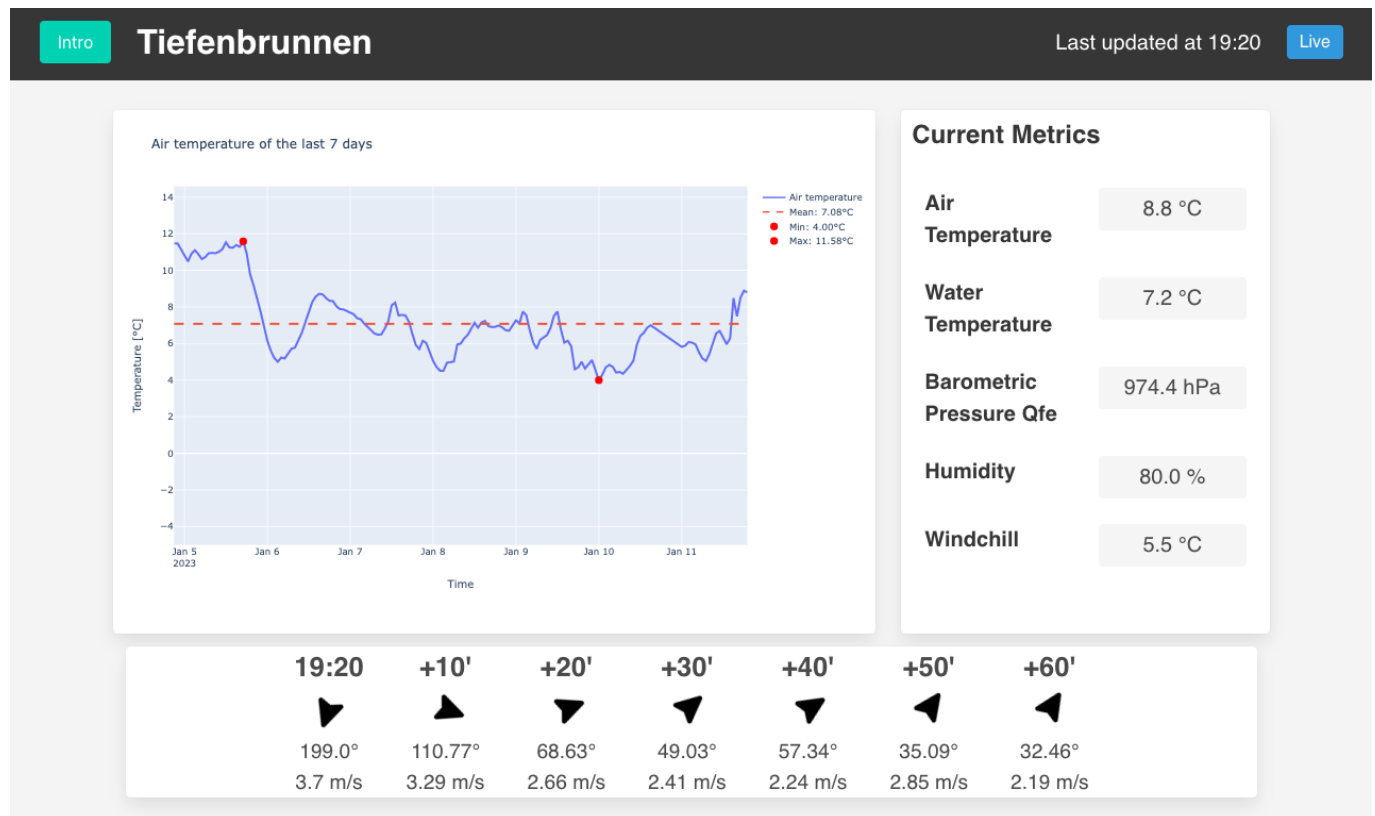 Intro
Tiefenbrunnen
Last updated at 19:20
Live
Air temperature of the last 7 days
14
12
10
8
6
4
2
0
−2
−4
Temperature [°C]
Jan 5
2023
Jan 6
Jan 7
Jan 8
Jan 9
Jan 10
Jan 11
Time
Air temperature
Mean: 7.08°C
Min: 4.00°C
Max: 11.58°C
Current Metrics
Air
Temperature
8.8 °C
Water
Temperature
7.2 °C
Barometric
Pressure Qfe
974.4 hPa
Humidity
80.0 %
Windchill
5.5 °C
19:20 +10' +20' +30' +40' +50' +60'
199.0° 110.77° 68.63° 49.03° 57.34° 35.09° 32.46°
3.7 m/s 3.29 m/s 2.66 m/s 2.41 m/s 2.24 m/s 2.85 m/s 2.19 m/s